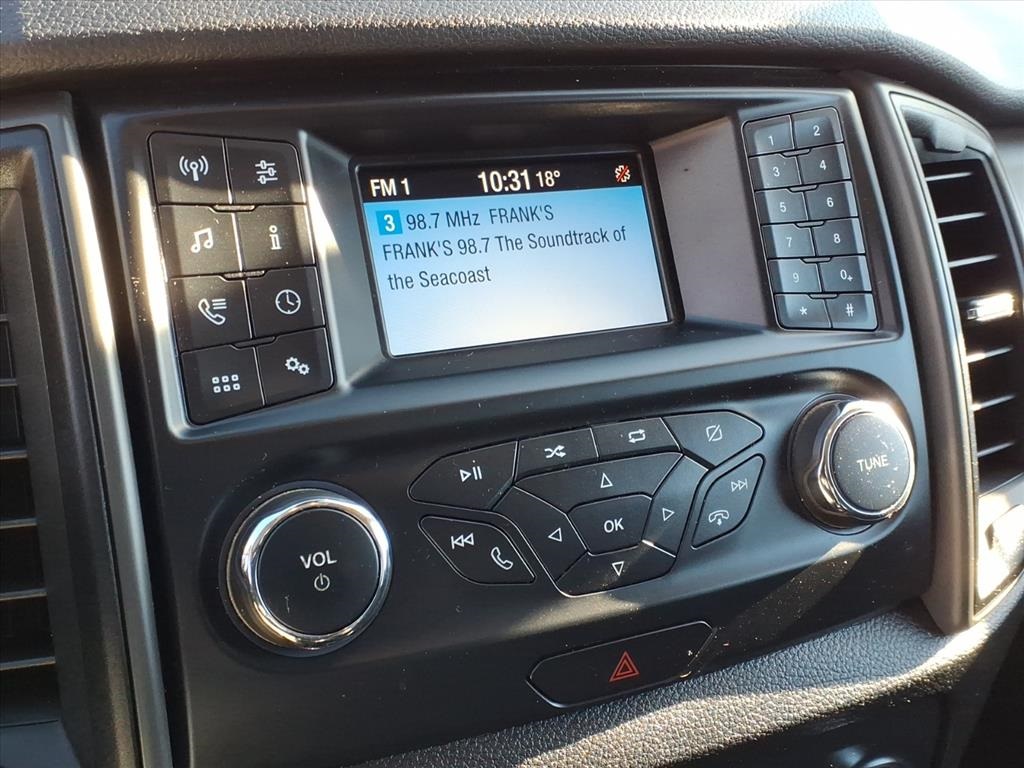 FM 1 10:31 18°
3 98.7 MHz FRANK'S
FRANK'S 98.7 The Soundtrack of
the Seacoast
1 2
3 4
5 6
7 8
9 0+
* #
i
VOL
OK
TUNE